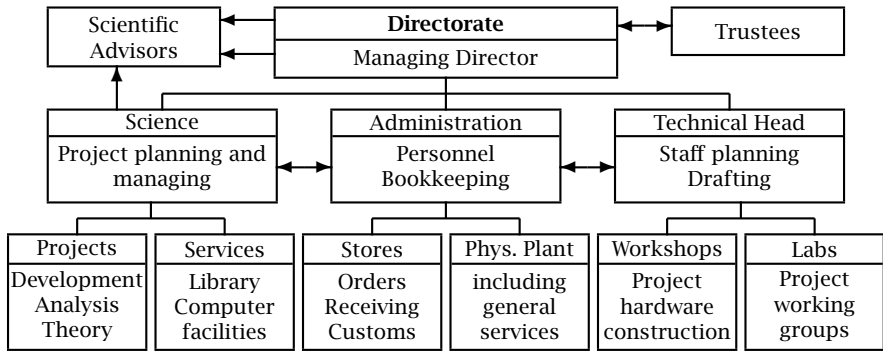 Scientific
Advisors
Directorate
Managing Director
Trustees
Science
Project planning and
managing
Administration
Personnel
Bookkeeping
Technical Head
Staff planning
Drafting
Projects
Development
Analysis
Theory
Services
Library
Computer
facilities
Stores
Orders
Receiving
Customs
Phys. Plant
including
general
services
Workshops
Project
hardware
construction
Labs
Project
working
groups